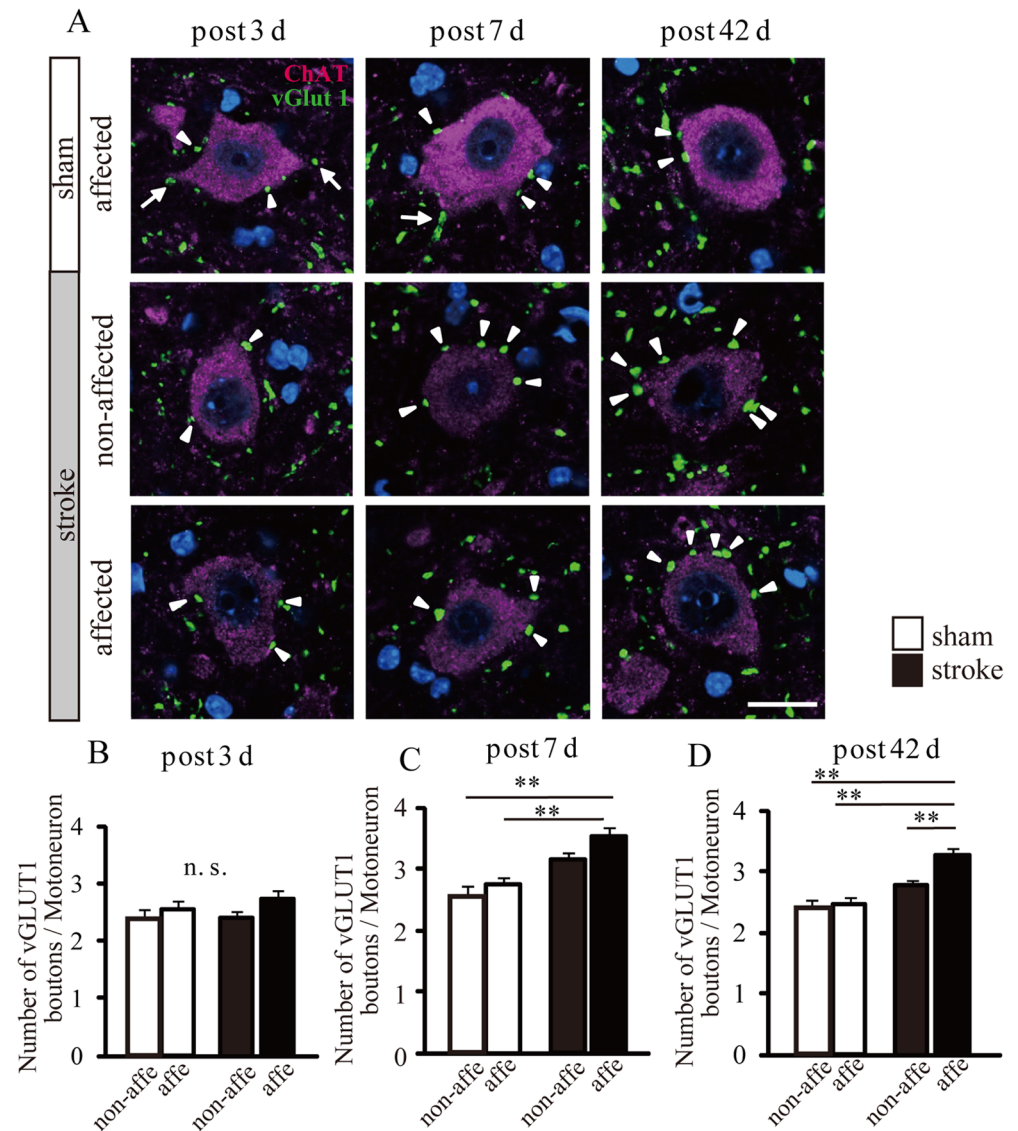 A
post 3 d
post 7 d
post 42 d
ChAT
vGlut 1
sham
affected
stroke
non-affected
affected
sham
stroke
B
post 3 d
Number of vGLUT1
boutons / Motoneuron
4
3
2
1
0
n. s.
non-affe
affe
non-affe
affe
C
post 7 d
Number of vGLUT1
boutons / Motoneuron
4
3
2
1
0
**
**
non-affe
affe
non-affe
affe
D
post 42 d
Number of vGLUT1
boutons / Motoneuron
4
3
2
1
0
**
**
**
non-affe
affe
non-affe
affe